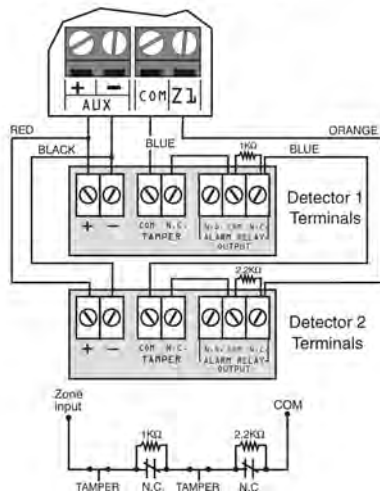 + − COM Z1
AUX
RED ORANGE
BLACK BLUE 1KΩ BLUE
Detector 1
Terminals
+ − COM N.C. N.O. COM N.C.
TAMPER ALARM RELAY
OUTPUT
2.2KΩ
Detector 2
Terminals
+ − COM N.C. N.O. COM N.C.
TAMPER ALARM RELAY
OUTPUT
Zone
input
COM
1KΩ 2.2KΩ
TAMPER N.C. TAMPER N.C